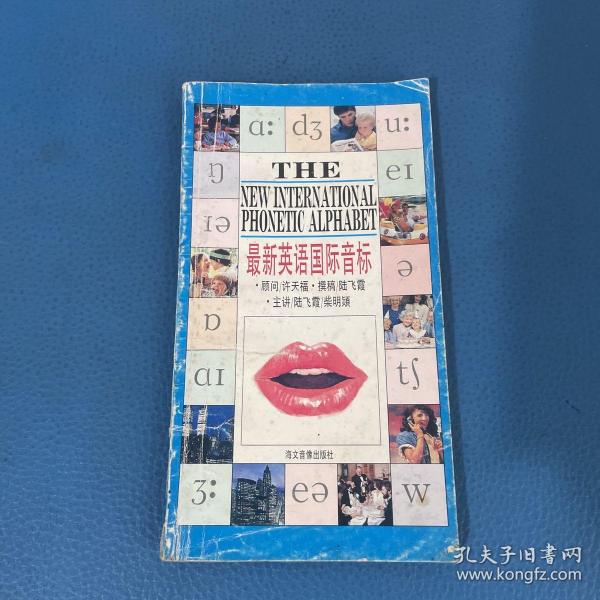 ɑː dʒ uː
ŋ
THE
eɪ
NEW INTERNATIONAL
PHONETIC ALPHABET
ɪə
最新英语国际音标
ə
·顾问/许天福·撰稿/陆飞霞
·主讲/陆飞霞/柴明熲
ɒ
ɑɪ
tʃ
海文音像出版社
ɜː eə w
孔夫子旧书网
www.kongfz.com